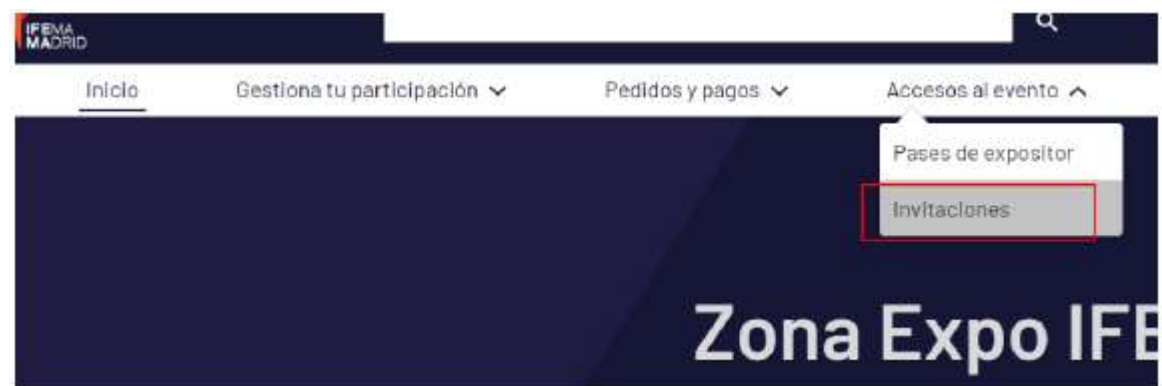 IFEMA
MADRID
Inicio
Gestiona tu participación
Pedidos y pagos
Accesos al evento
Pases de expositor
Invitaciones
Zona Expo IFE